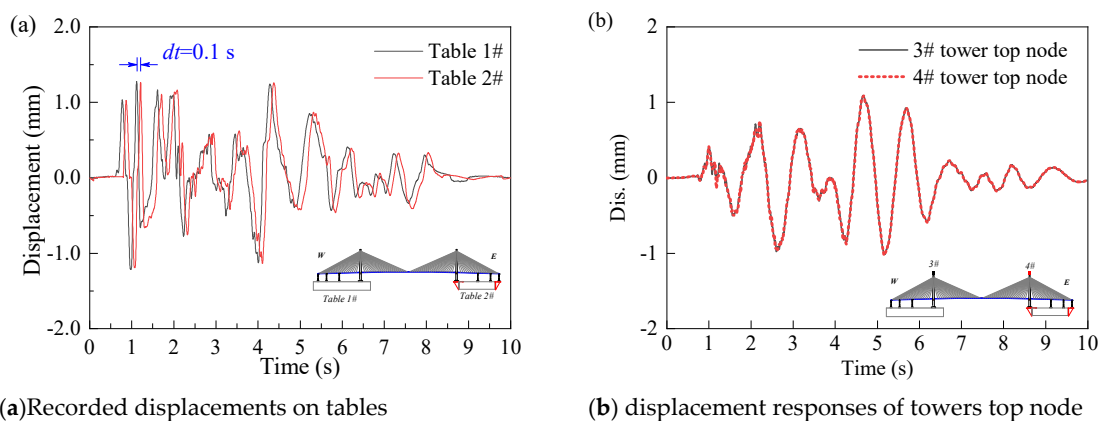 (a)
2.0
1.0
0.0
-1.0
-2.0
Displacement (mm)
dt=0.1 s
Table 1#
Table 2#
W
E
Table 1#
Table 2#
0 1 2 3 4 5 6 7 8 9 10
Time (s)
(b)
2
1
0
-1
-2
Dis. (mm)
3# tower top node
4# tower top node
3#
4#
W
E
0 1 2 3 4 5 6 7 8 9 10
Time (s)
(a)Recorded displacements on tables
(b) displacement responses of towers top node